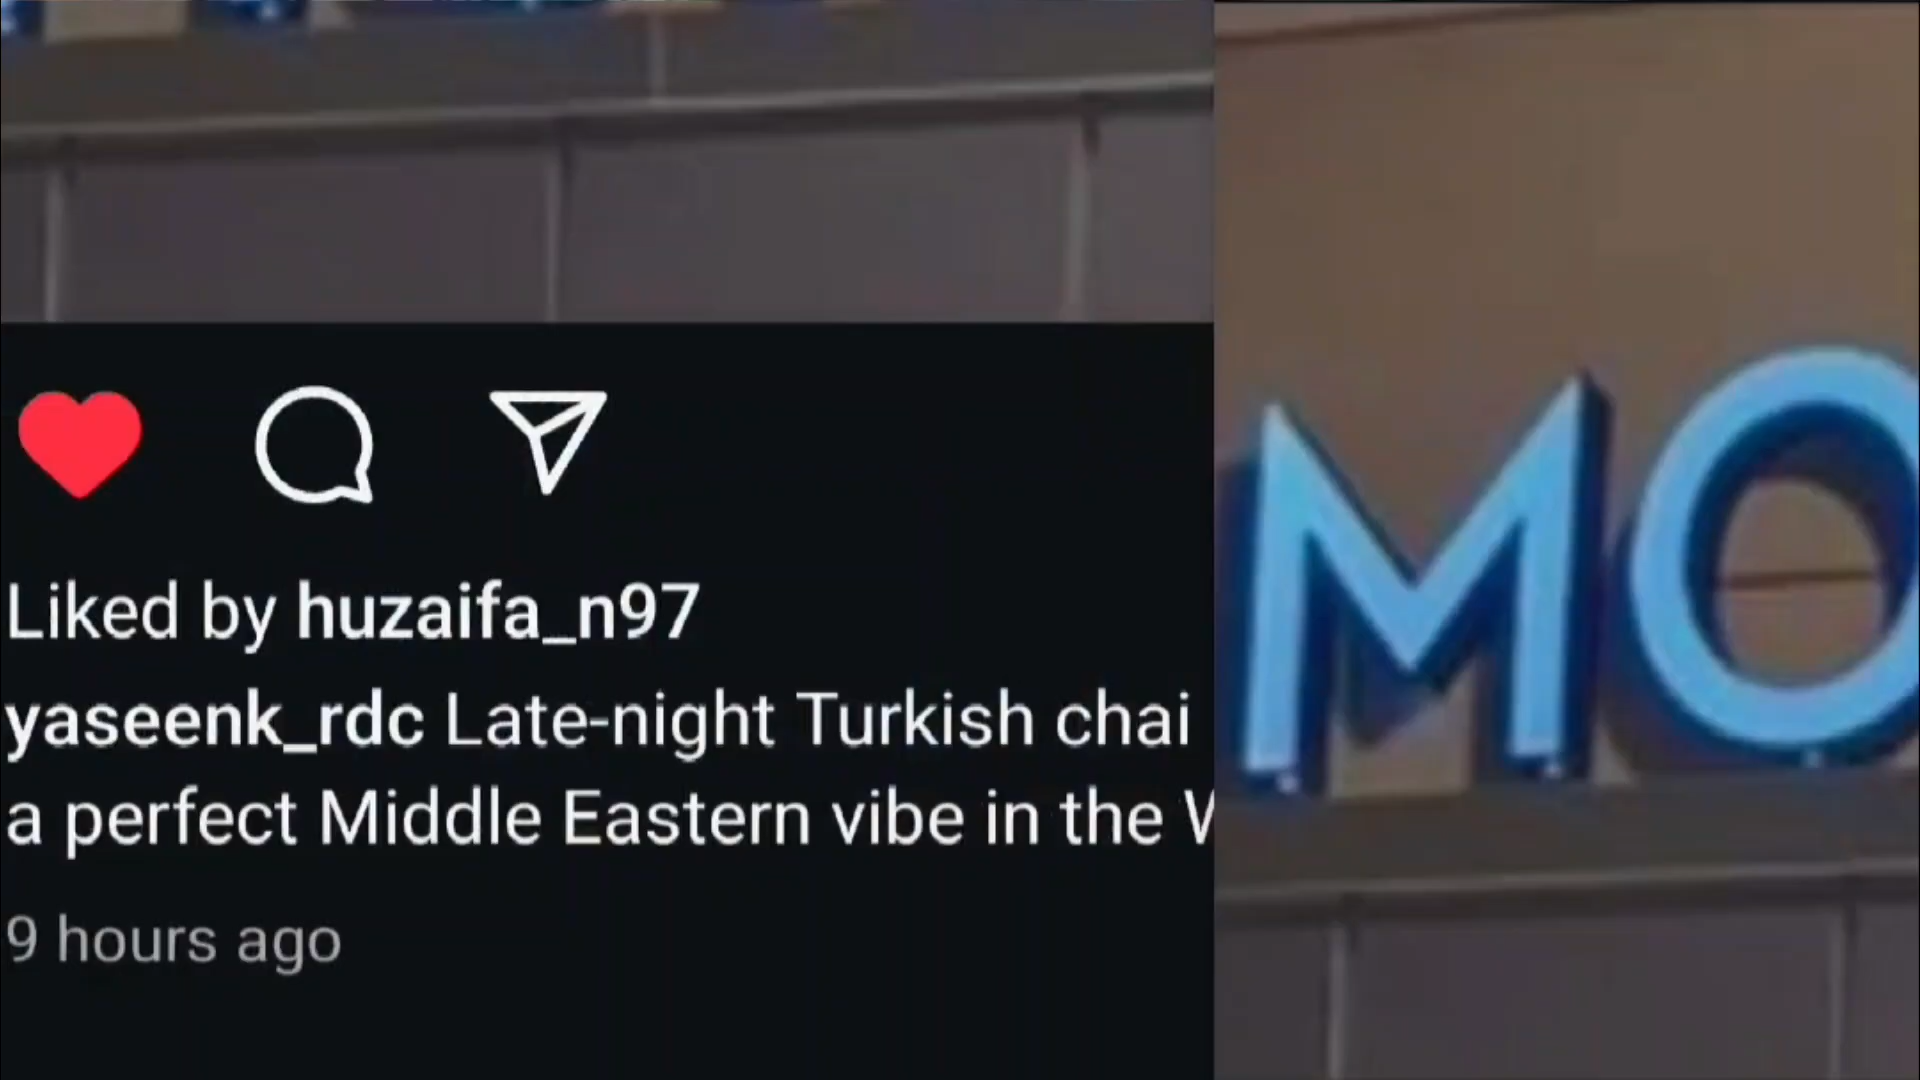 Liked by huzaifa_n97
yaseenk_rdc Late-night Turkish chai
a perfect Middle Eastern vibe in the
9 hours ago
MO